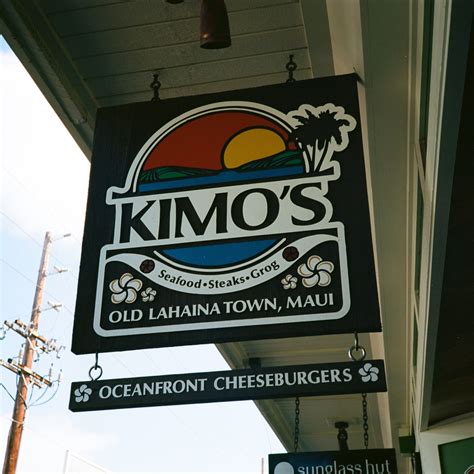 KIMO'S
Seafood•Steaks•Grog
OLD LAHAINA TOWN, MAUI
OCEANFRONT CHEESEBURGERS
sunglass hut